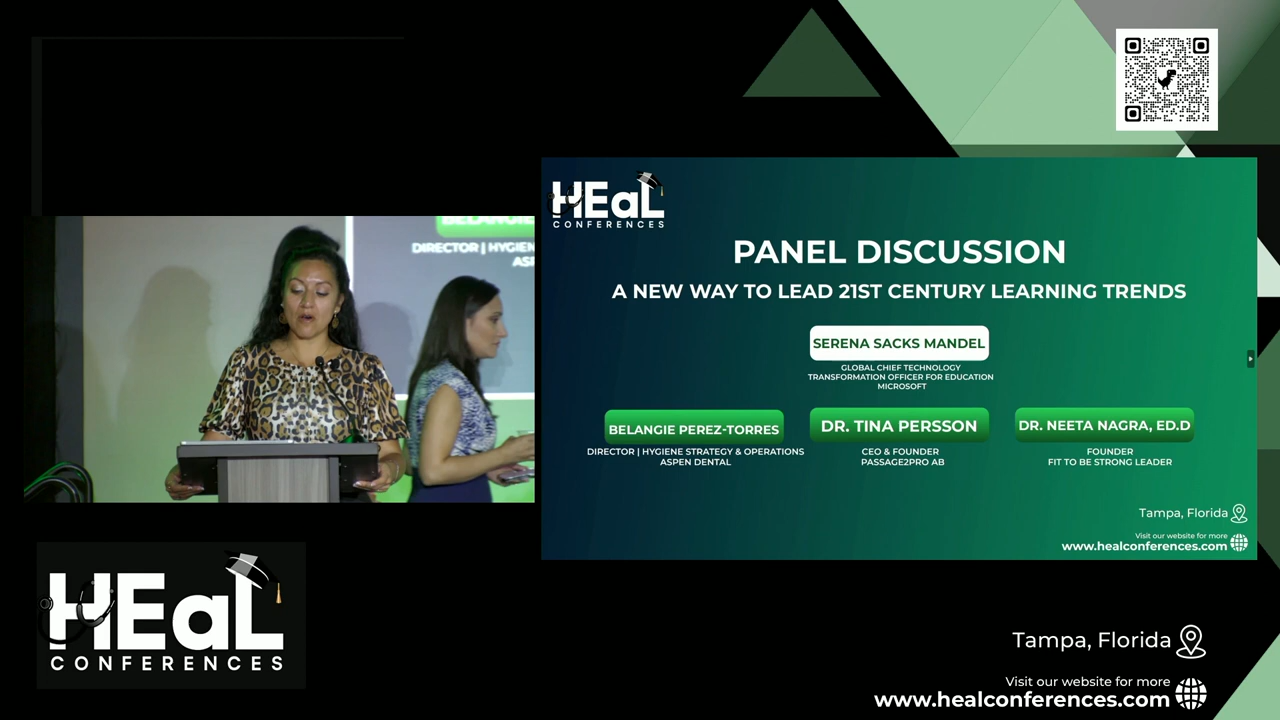 BELANGIE
DIRECTOR | HYGIEN
HEaL
CONFERENCES
PANEL DISCUSSION
A NEW WAY TO LEAD 21ST CENTURY LEARNING TRENDS
SERENA SACKS MANDEL
GLOBAL CHIEF TECHNOLOGY
TRANSFORMATION OFFICER FOR EDUCATION
MICROSOFT
BELANGIE PEREZ-TORRES
DIRECTOR | HYGIENE STRATEGY & OPERATIONS
ASPEN DENTAL
DR. TINA PERSSON
CEO & FOUNDER
PASSAGE2PRO AB
DR. NEETA NAGRA, ED.D
FOUNDER
FIT TO BE STRONG LEADER
Tampa, Florida
Visit our website for more
www.healconferences.com
HEaL
CONFERENCES
Tampa, Florida
Visit our website for more
www.healconferences.com